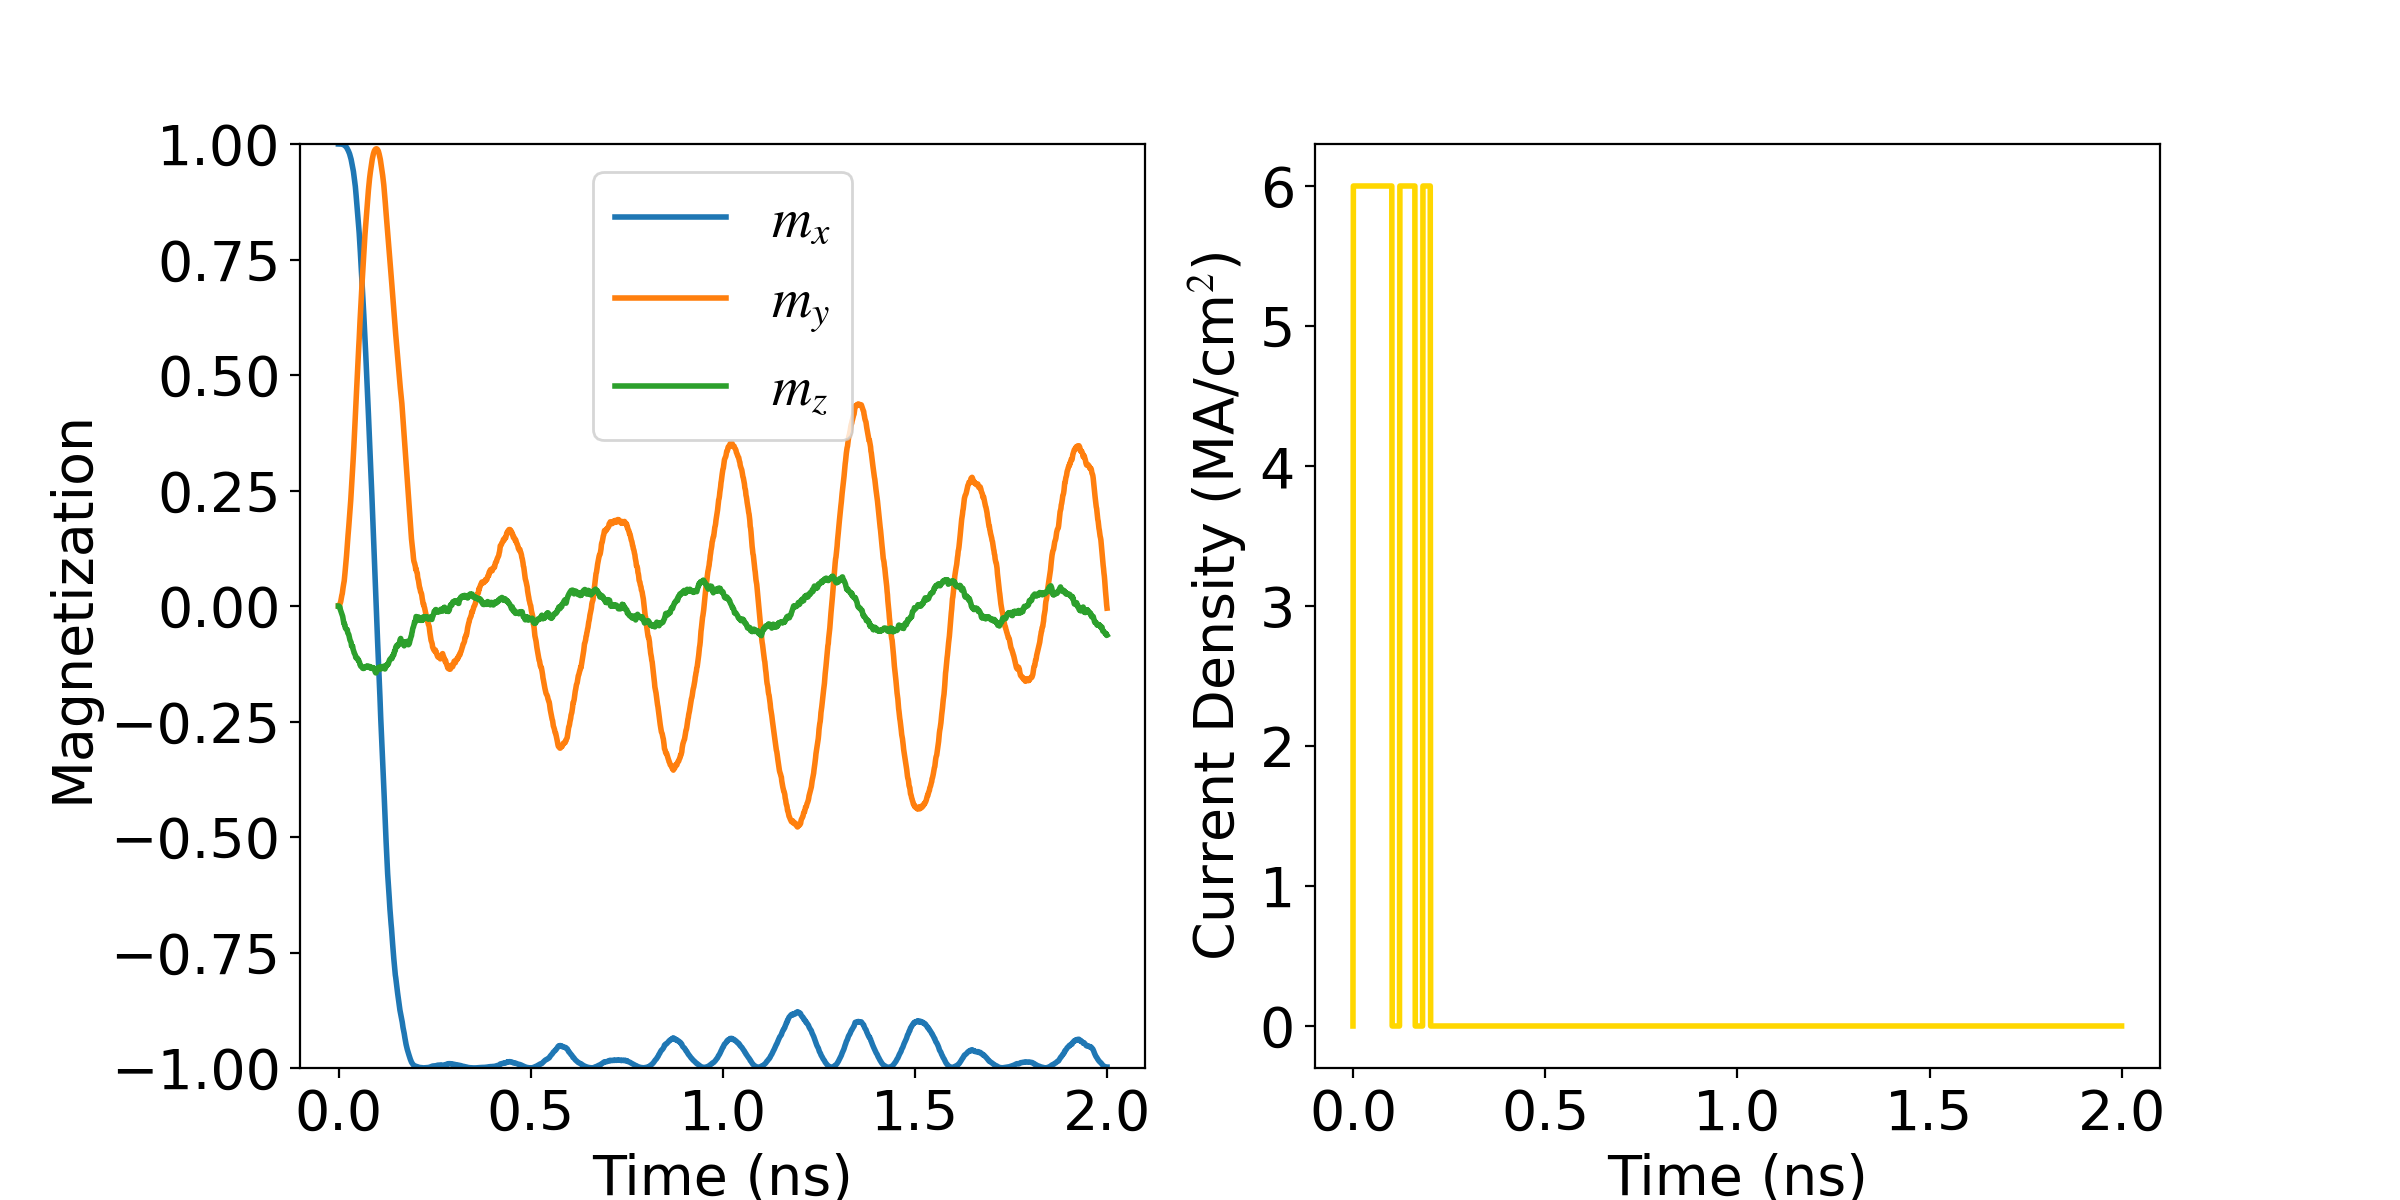 Magnetization
1.00
0.75
0.50
0.25
0.00
−0.25
−0.50
−0.75
−1.00
0.0 0.5 1.0 1.5 2.0
Time (ns)
m_x
m_y
m_z
Current Density (MA/cm²)
6
5
4
3
2
1
0
0.0 0.5 1.0 1.5 2.0
Time (ns)